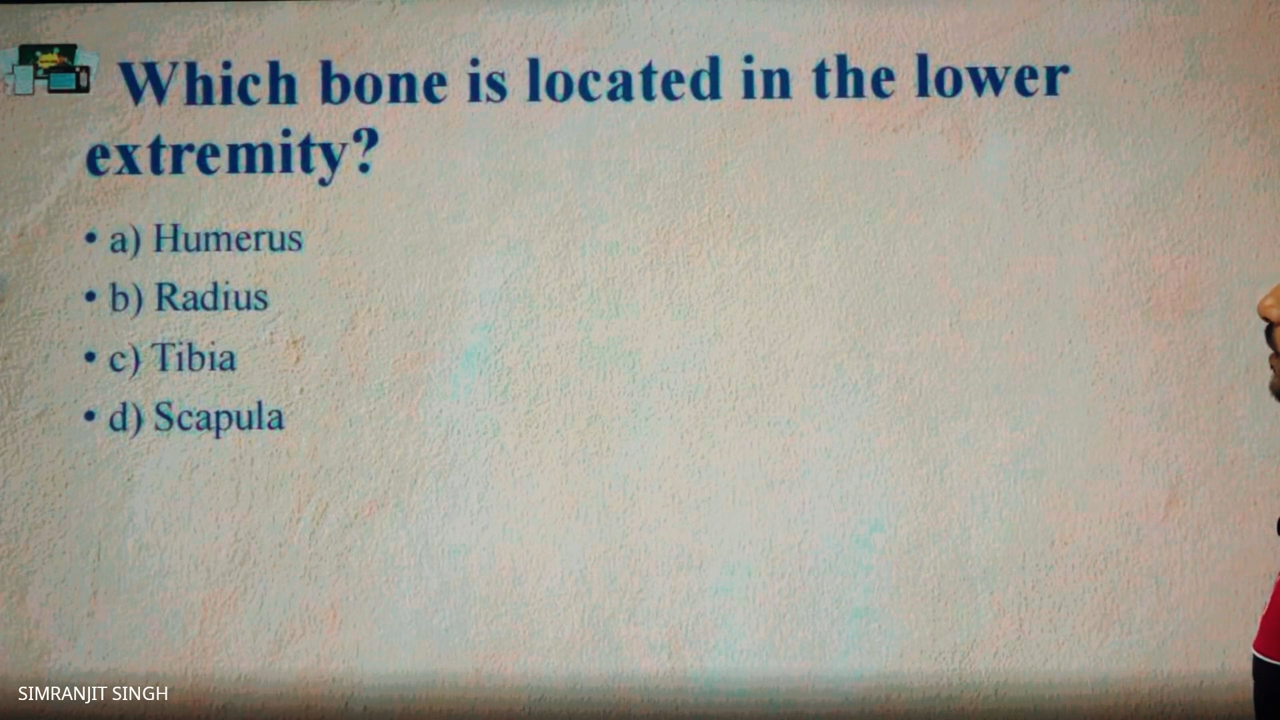 Which bone is located in the lower
extremity?
• a) Humerus
• b) Radius
• c) Tibia
• d) Scapula
SIMRANJIT SINGH